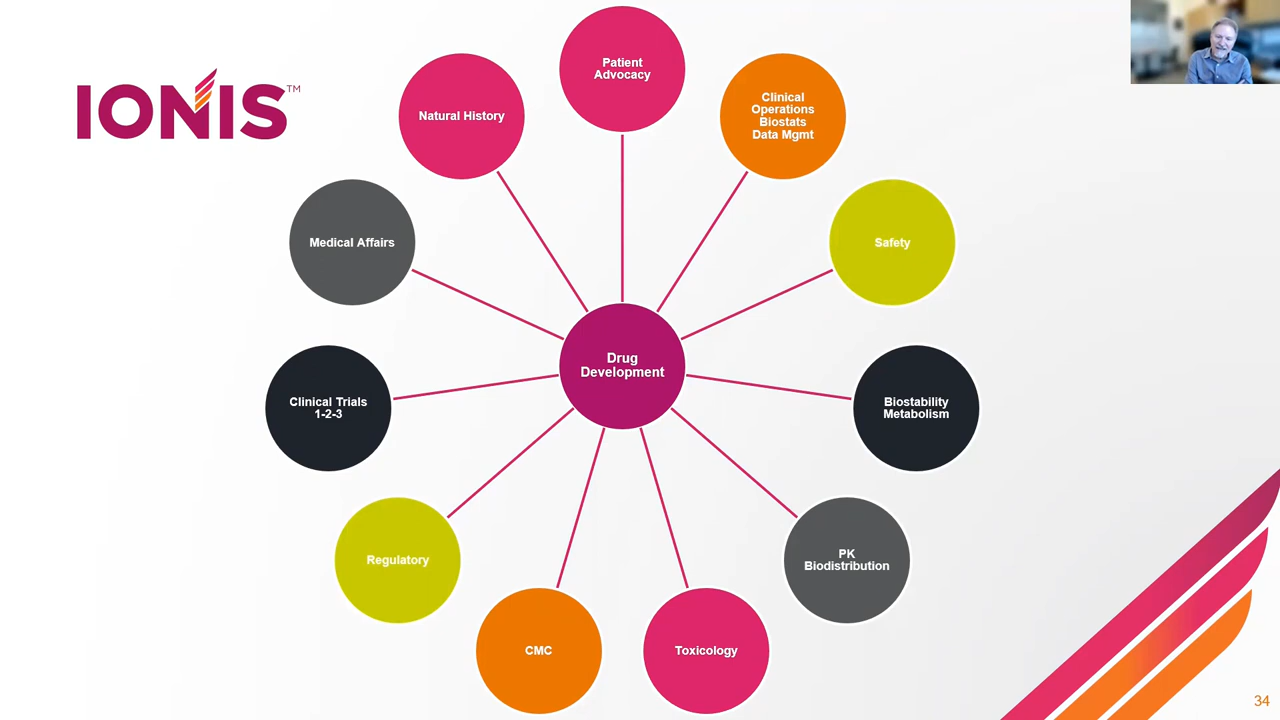 IONIS™
Patient
Advocacy
Natural History
Clinical
Operations
Biostats
Data Mgmt
Medical Affairs
Safety
Drug
Development
Clinical Trials
1-2-3
Biostability
Metabolism
Regulatory
PK
Biodistribution
CMC
Toxicology
34